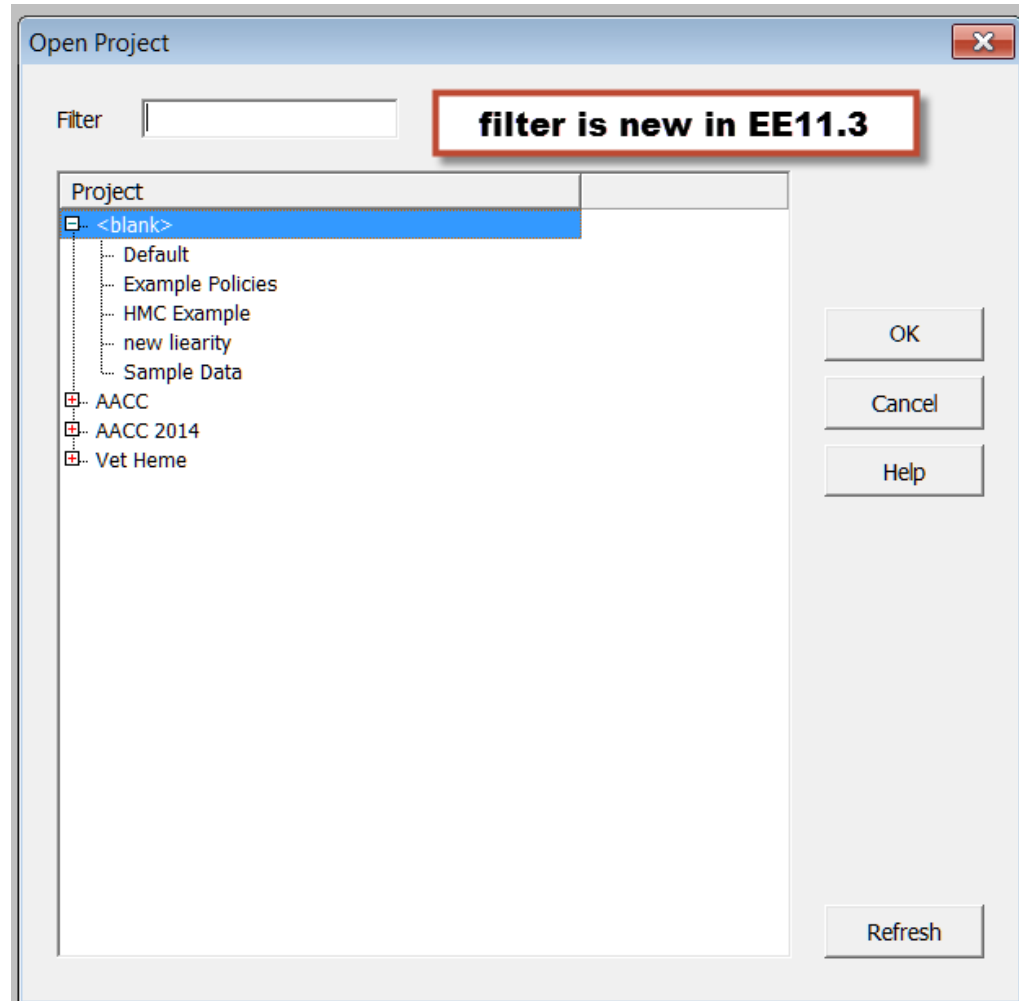 Open Project
Filter
filter is new in EE11.3
Project
<blank>
Default
Example Policies
HMC Example
new liearity
Sample Data
AACC
AACC 2014
Vet Heme
OK
Cancel
Help
Refresh